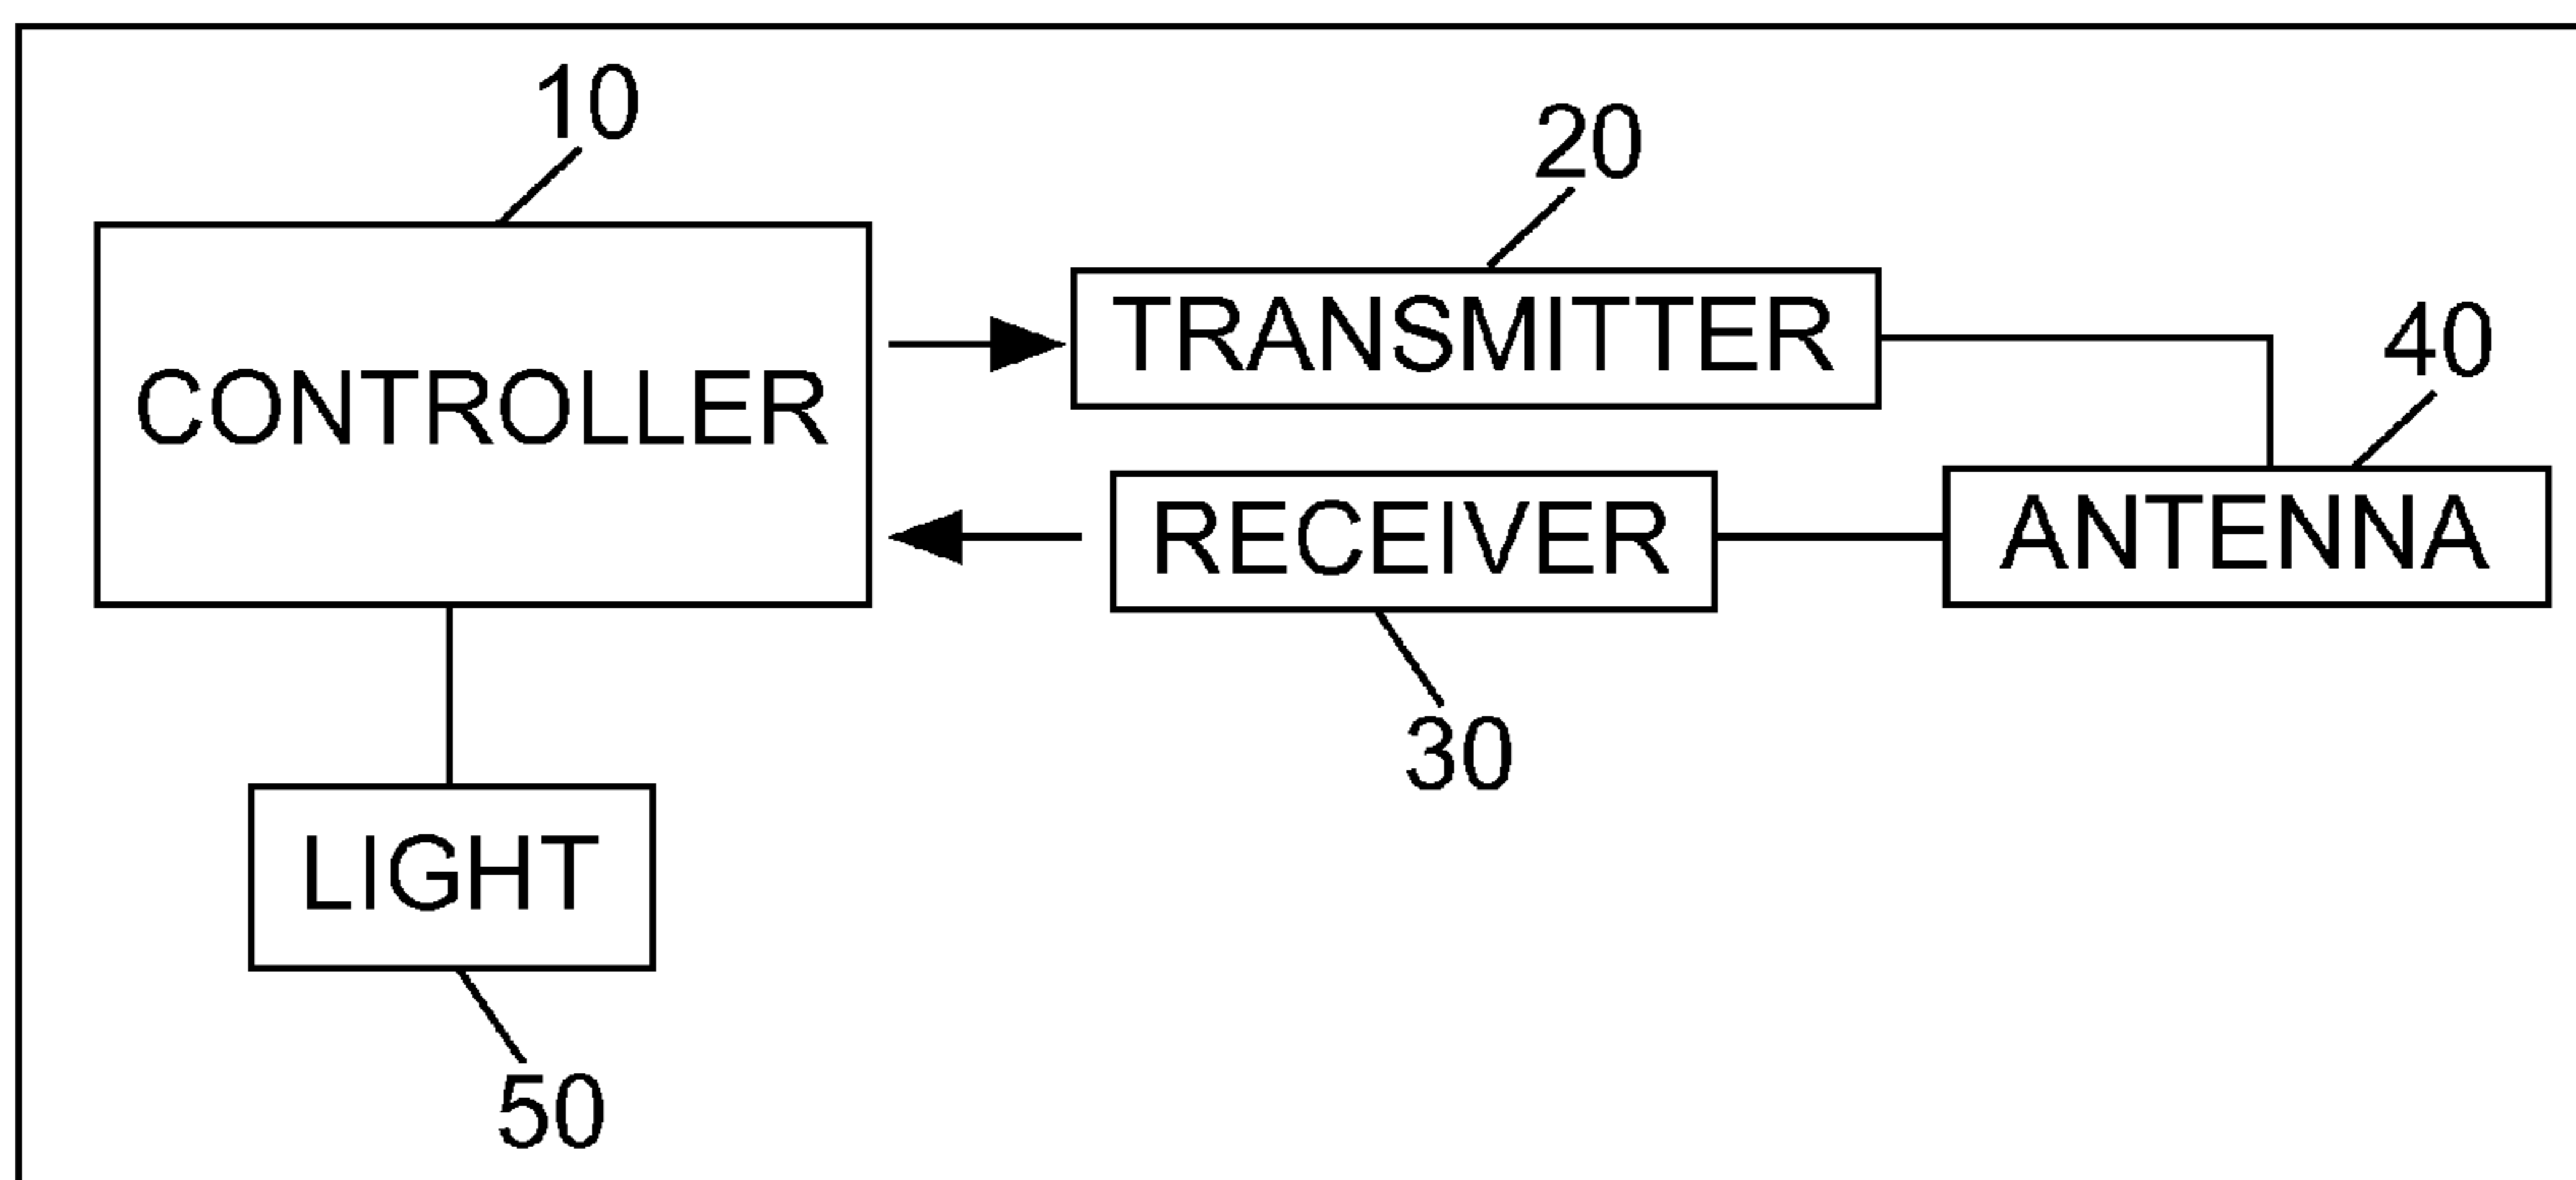 10
20
TRANSMITTER
40
CONTROLLER
RECEIVER
ANTENNA
30
LIGHT
50